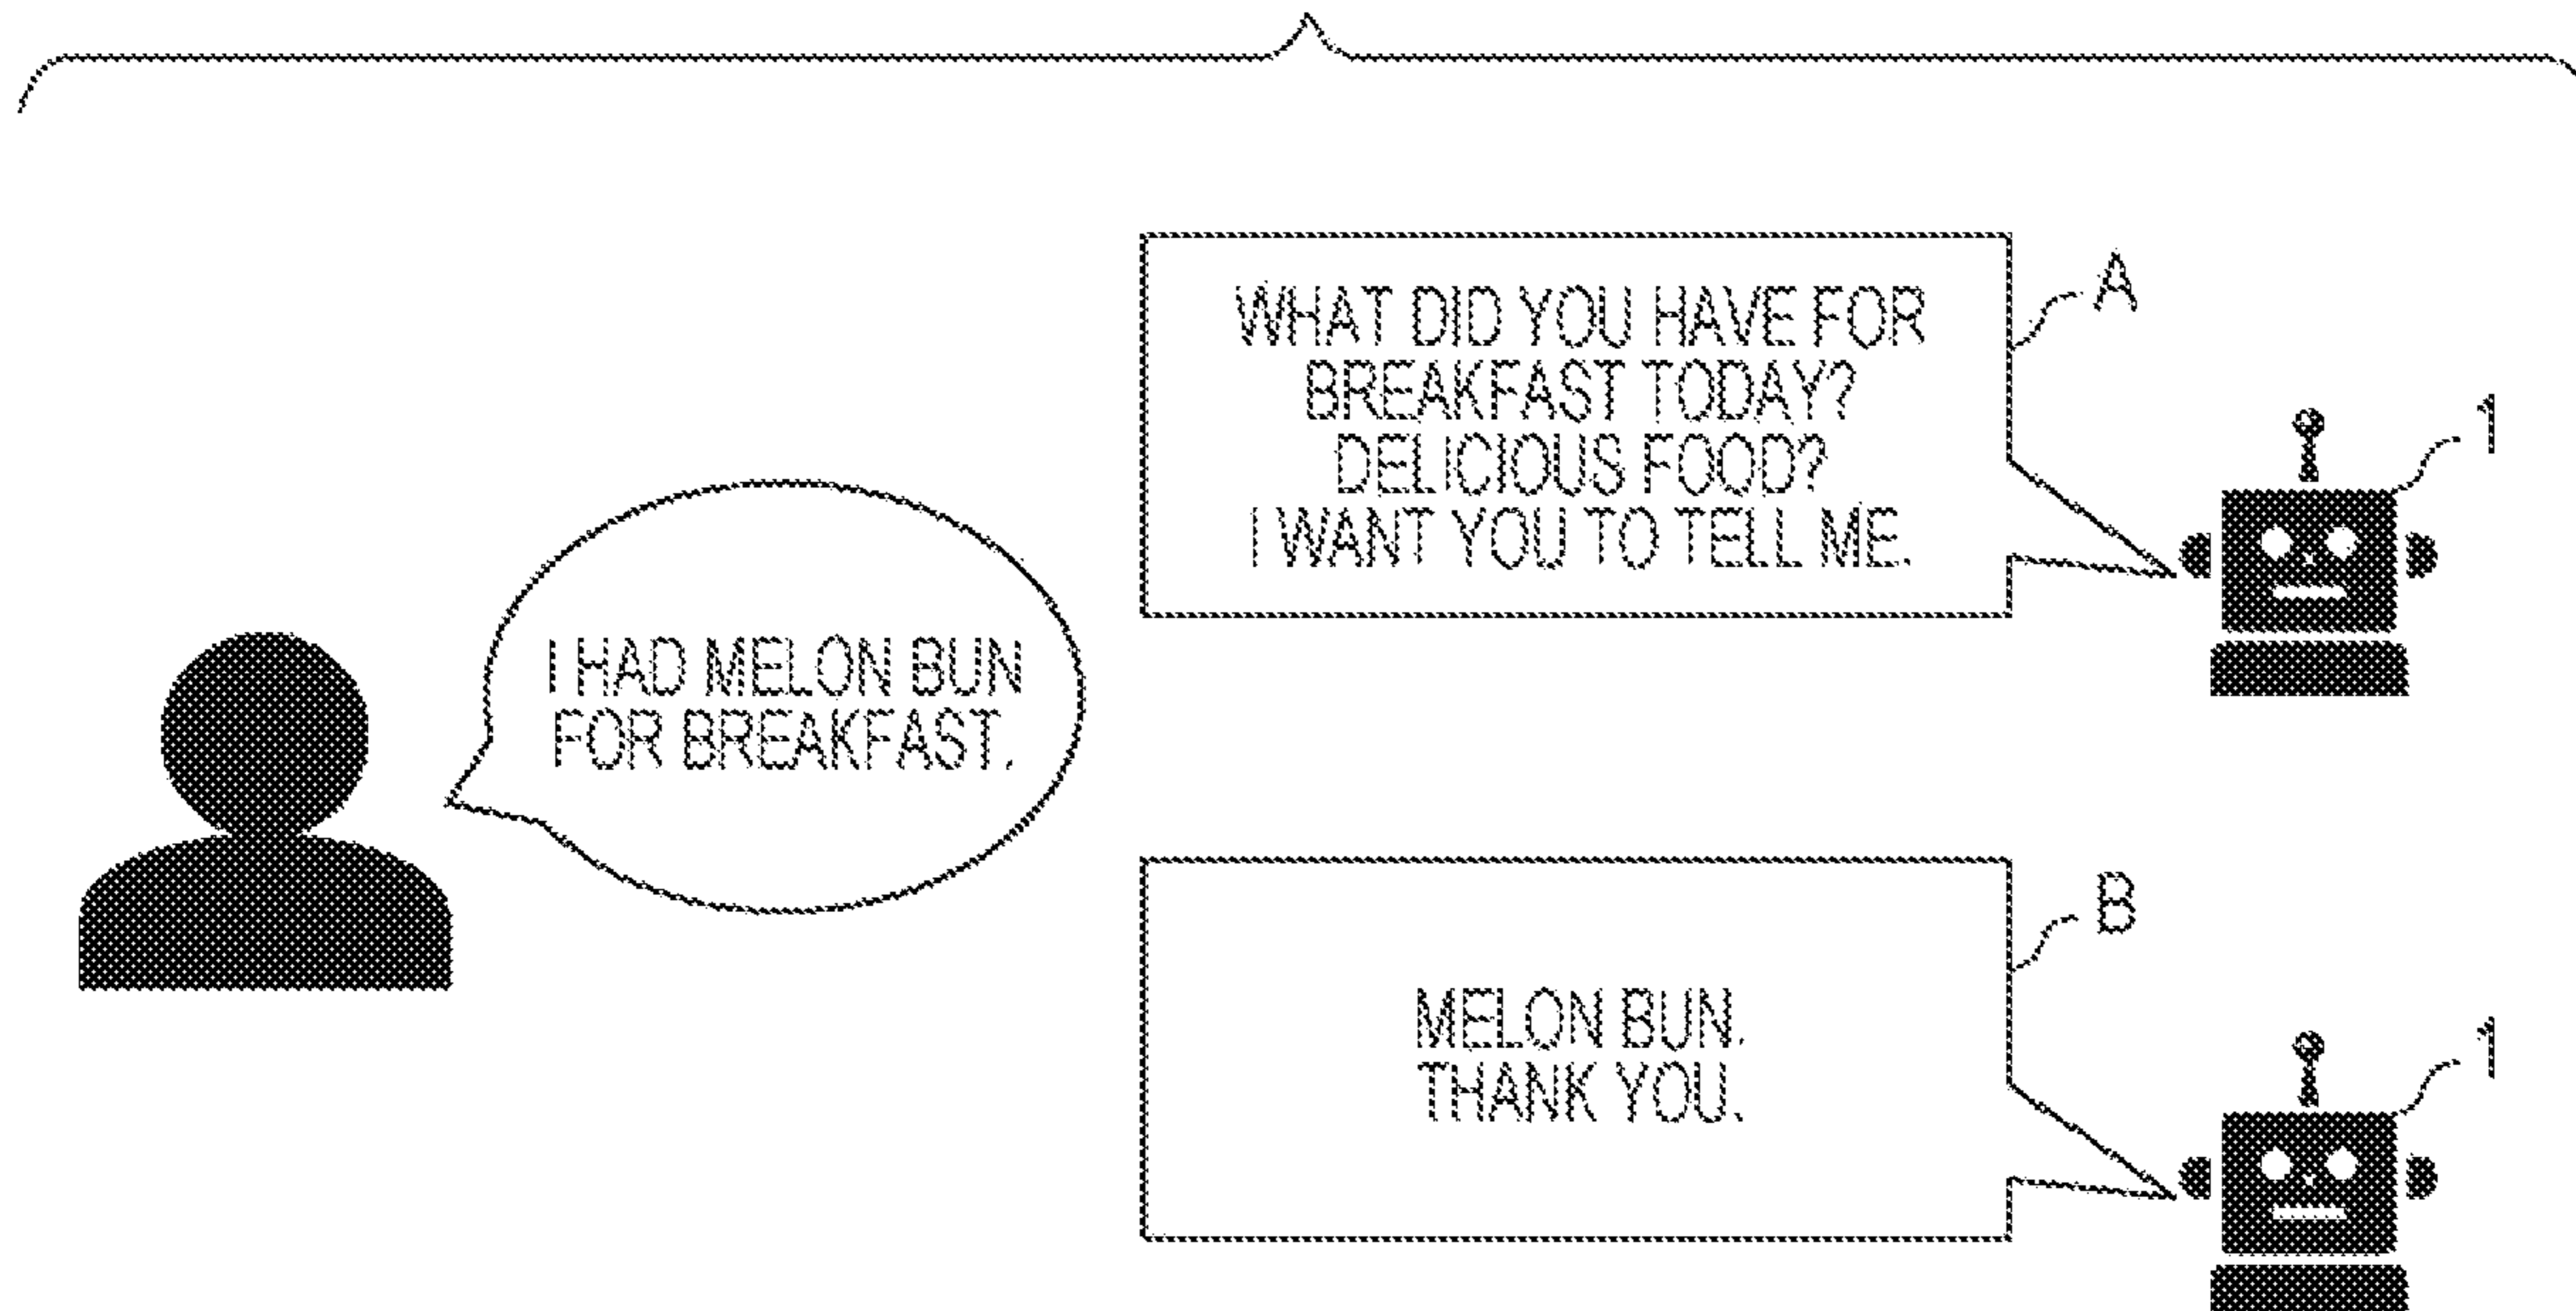 WHAT DID YOU HAVE FOR
BREAKFAST TODAY?
DELICIOUS FOOD?
I WANT YOU TO TELL ME.
A
1
I HAD MELON BUN
FOR BREAKFAST.
MELON BUN.
THANK YOU.
B
1